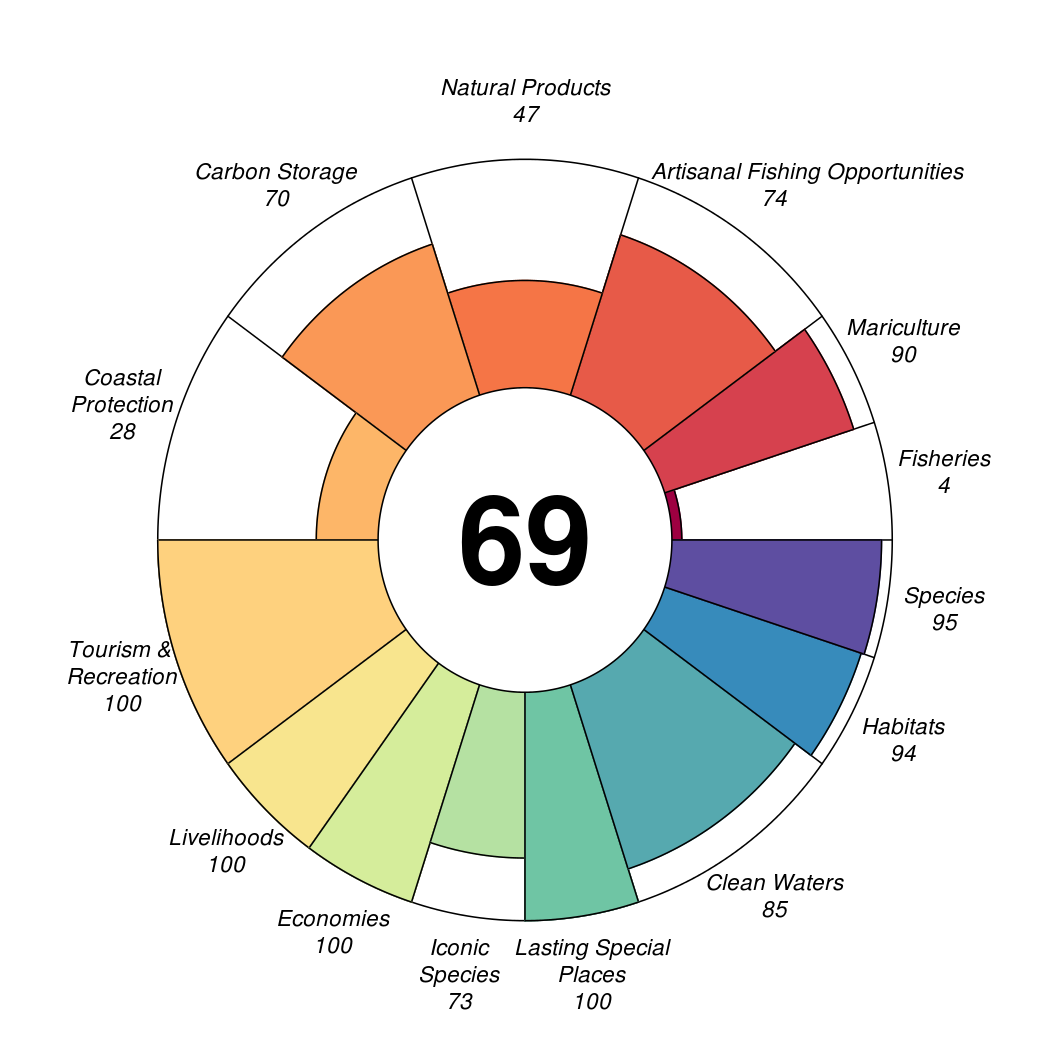 Natural Products
47
Carbon Storage
70
Artisanal Fishing Opportunities
74
Mariculture
90
Coastal
Protection
28
Fisheries
4
69
Species
95
Tourism &
Recreation
100
Habitats
94
Livelihoods
100
Clean Waters
85
Economies
100
Iconic
Species
73
Lasting Special
Places
100